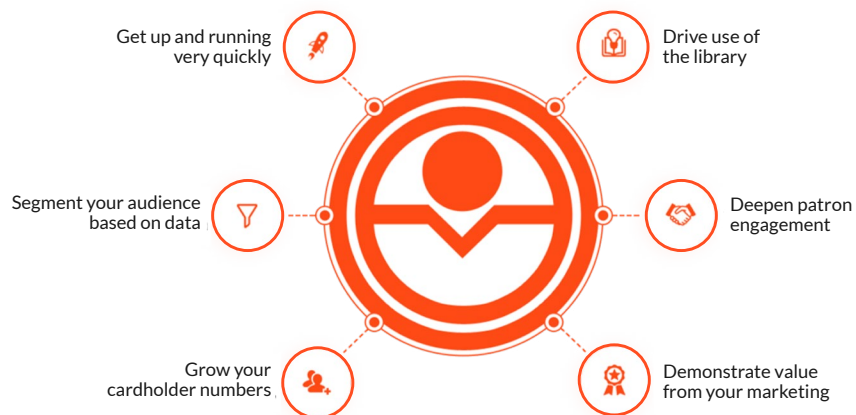 Get up and running
very quickly
Drive use of
the library
Segment your audience
based on data
Deepen patron
engagement
Grow your
cardholder numbers
Demonstrate value
from your marketing